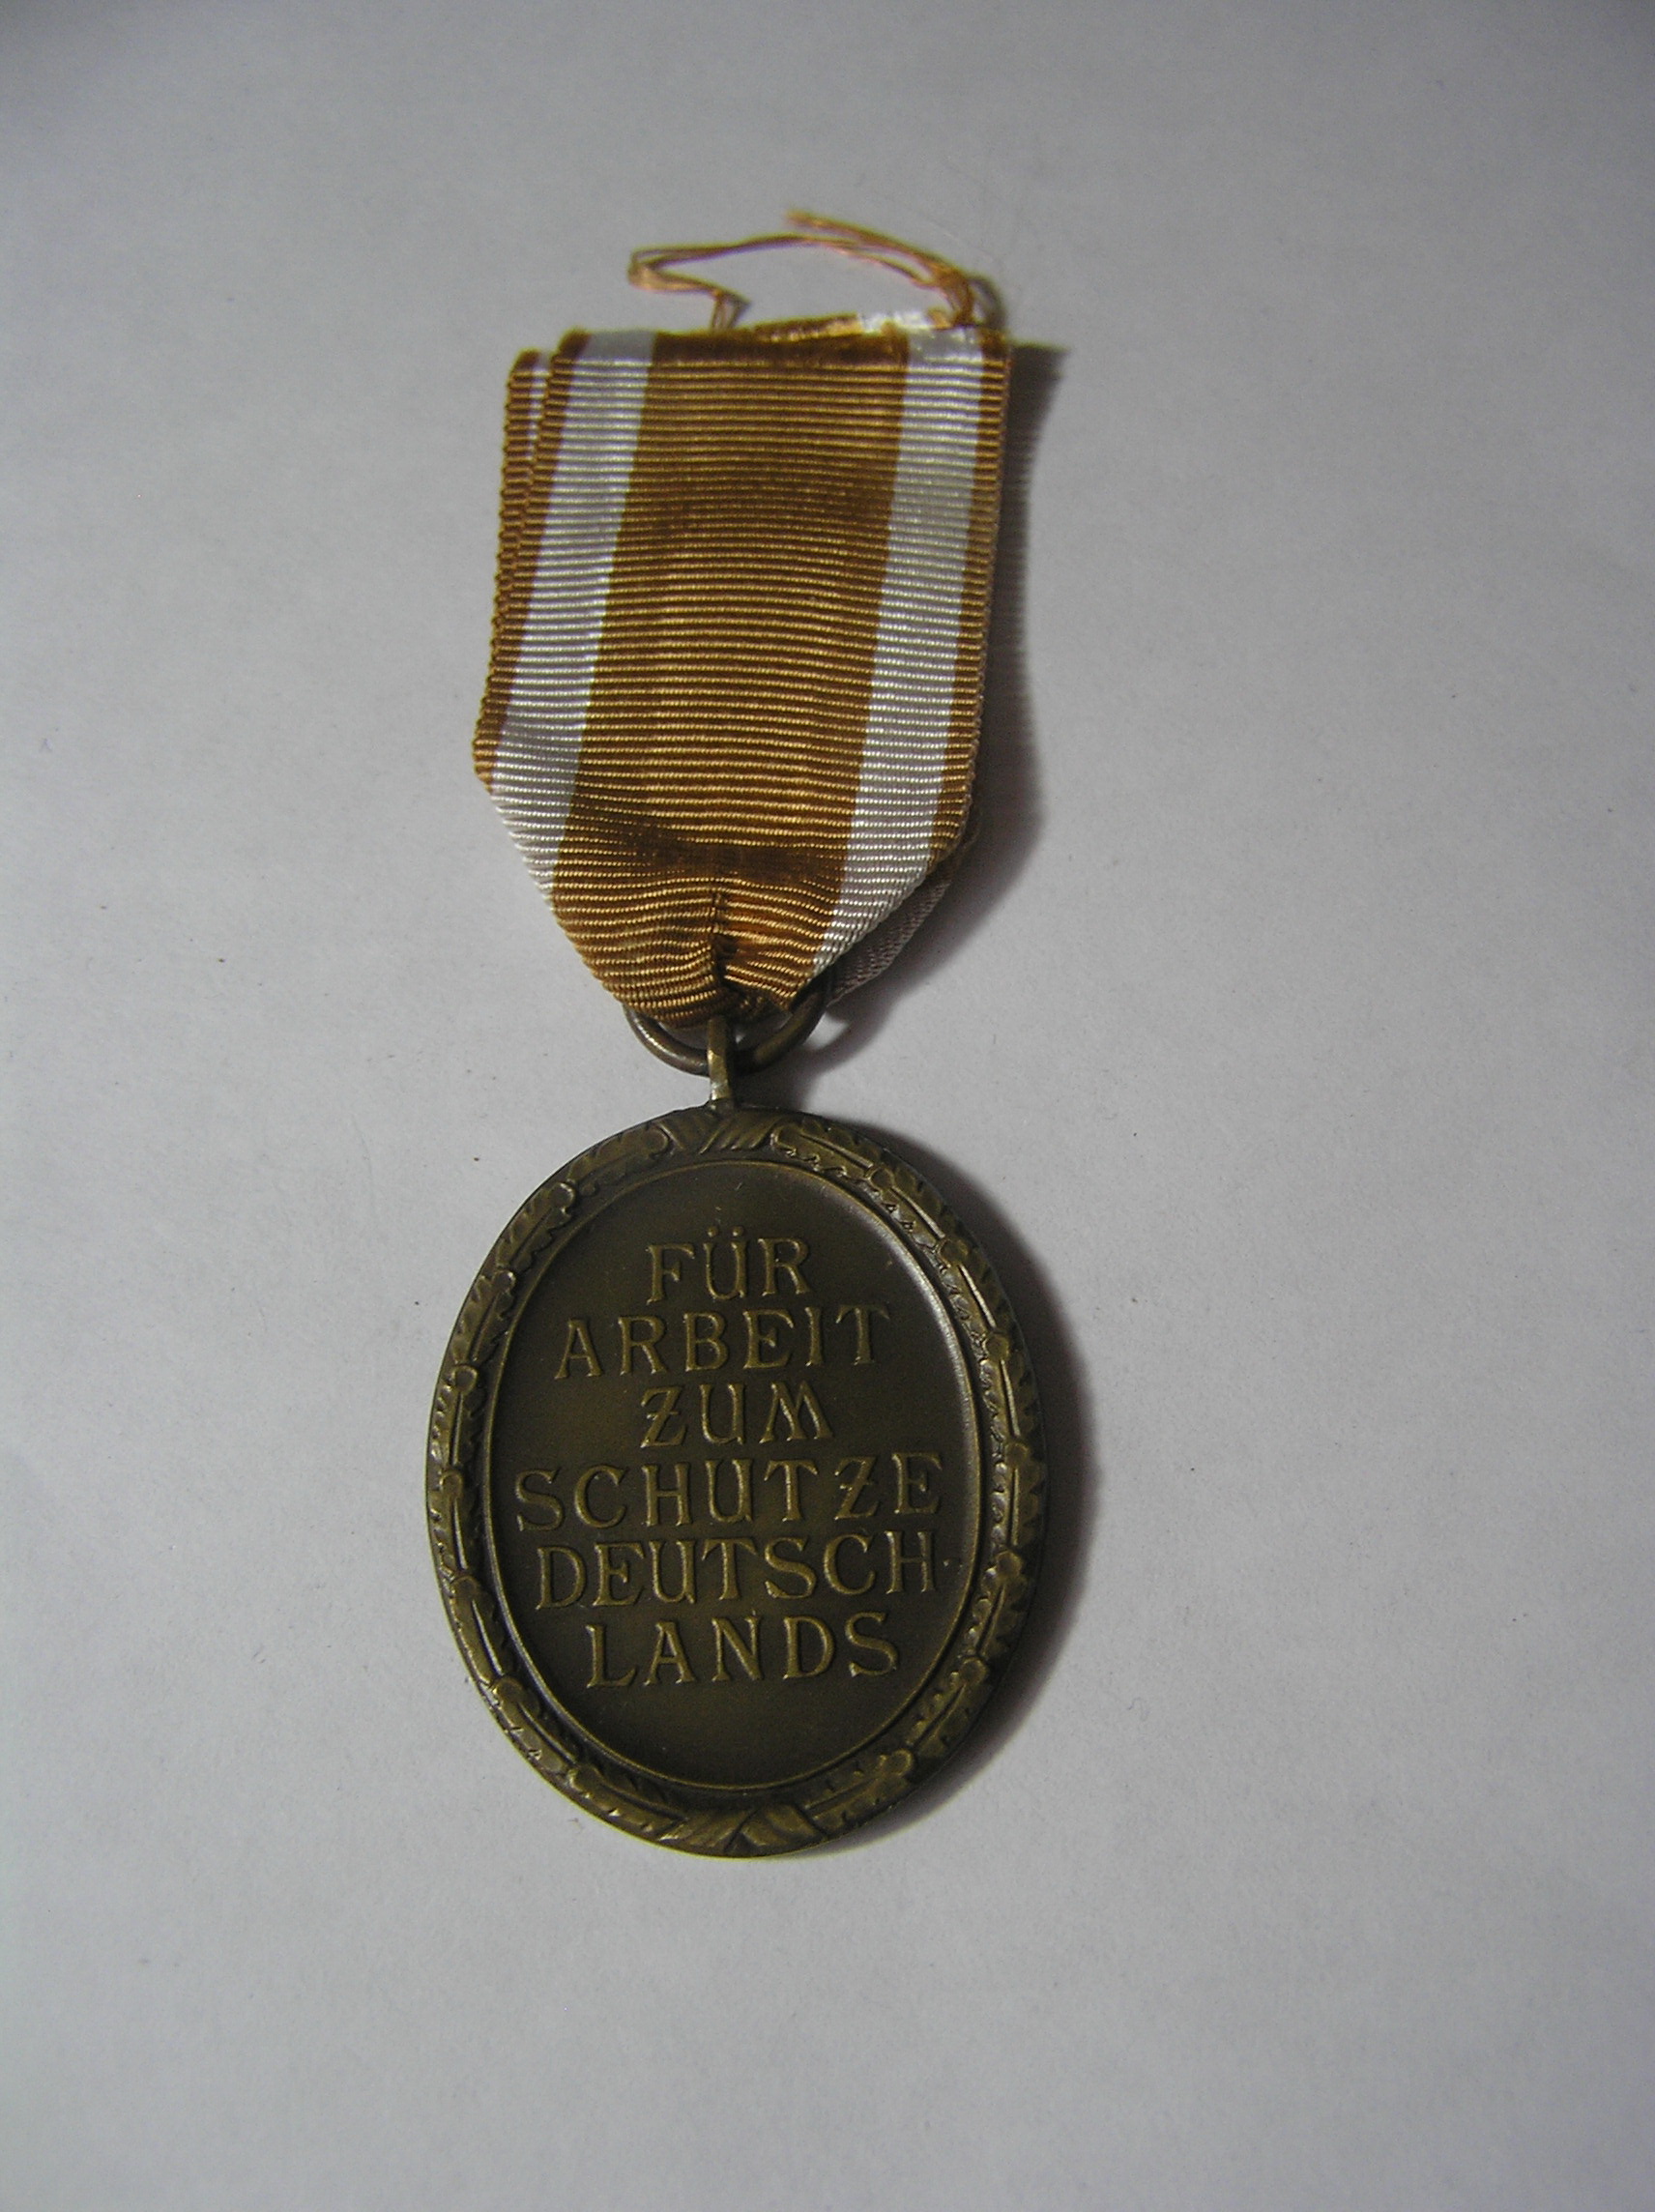 FÜR
ARBEIT
ZUM
SCHUTZE
DEUTSCH-
LANDS